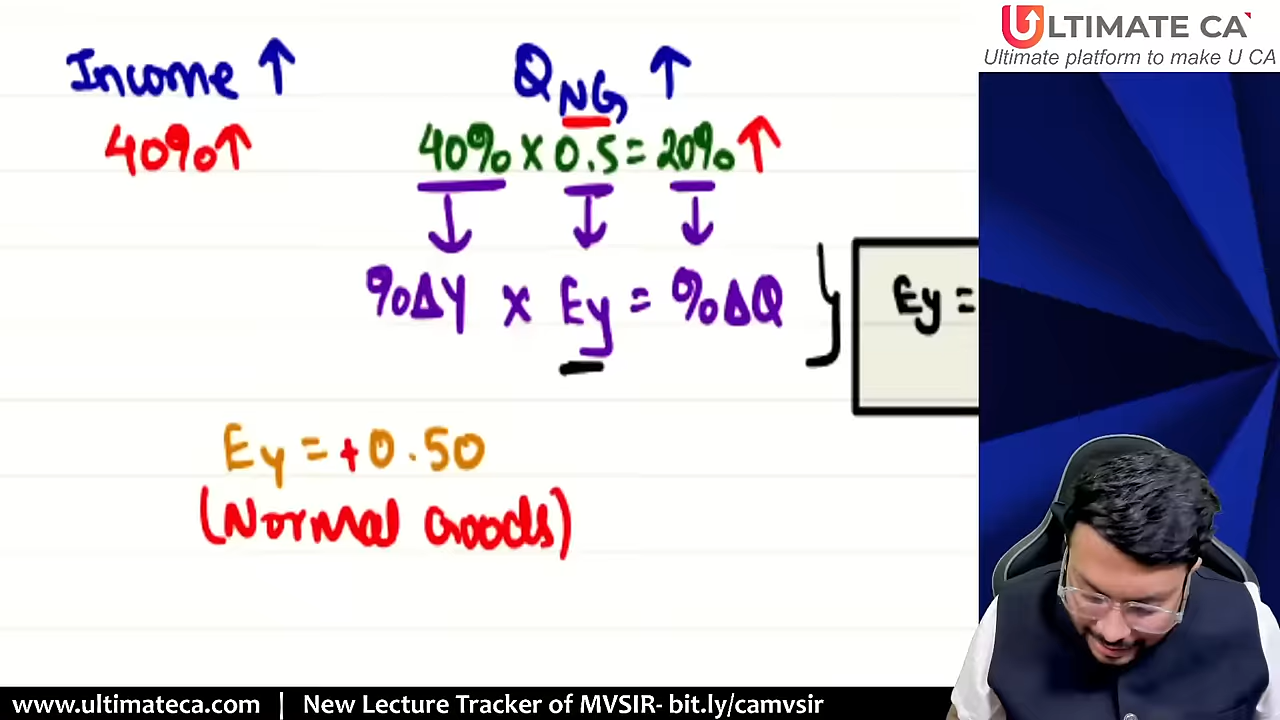 ULTIMATE CA
Ultimate platform to make U CA
Income ↑
Q NG ↑
40%↑
40% x 0.5 = 20% ↑
↓ ↓ ↓
%ΔY x Ey = %ΔQ
Ey =
Ey = +0.50
(Normal Goods)
www.ultimateca.com | New Lecture Tracker of MVSIR- bit.ly/camvsir